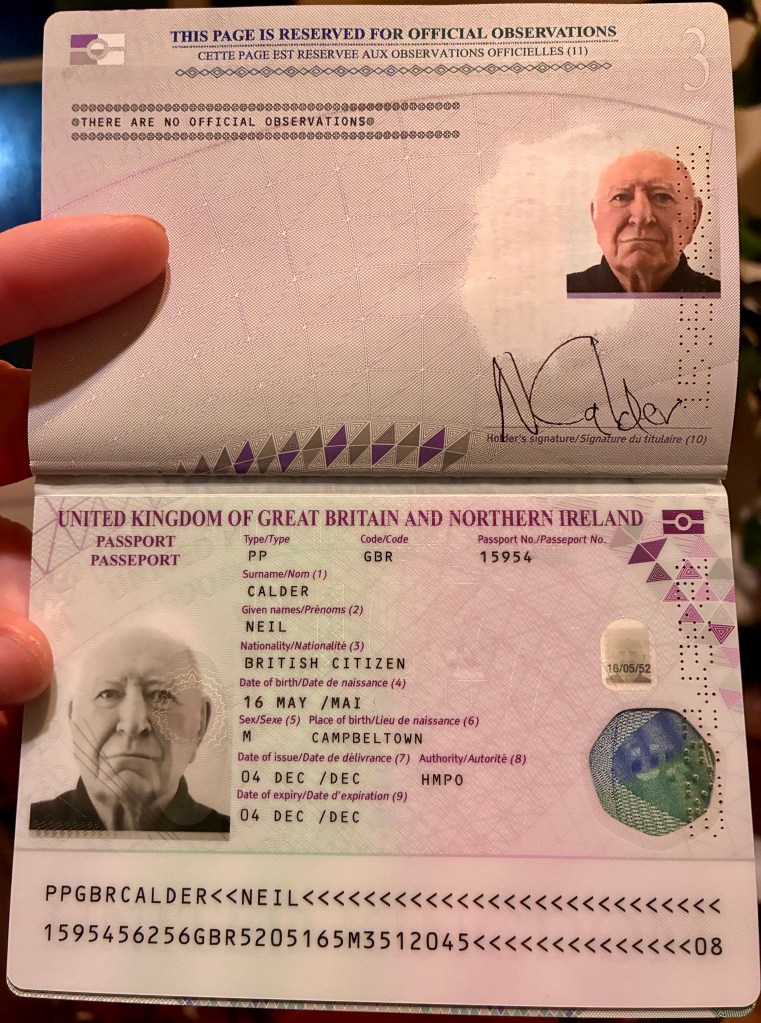 THIS PAGE IS RESERVED FOR OFFICIAL OBSERVATIONS
CETTE PAGE EST RESERVEE AUX OBSERVATIONS OFFICIELLES (11)
3
THERE ARE NO OFFICIAL OBSERVATIONS
N Calder
Holder's signature/Signature du titulaire (10)
UNITED KINGDOM OF GREAT BRITAIN AND NORTHERN IRELAND
PASSPORT
PASSEPORT
Type/Type Code/Code Passport No./Passeport No.
PP GBR 15954
Surname/Nom (1)
CALDER
Given names/Prénoms (2)
NEIL
Nationality/Nationalité (3)
BRITISH CITIZEN
Date of birth/Date de naissance (4)
16 MAY /MAI
16/05/52
Sex/Sexe (5) Place of birth/Lieu de naissance (6)
M CAMPBELTOWN
Date of issue/Date de délivrance (7) Authority/Autorité (8)
04 DEC /DEC HMPO
Date of expiry/Date d'expiration (9)
04 DEC /DEC
PPGBRCALDER<<NEIL<<<<<<<<<<<<<<<<<<<<<<<<<<<
1595456256GBR5205165M3512045<<<<<<<<<<<<<<08